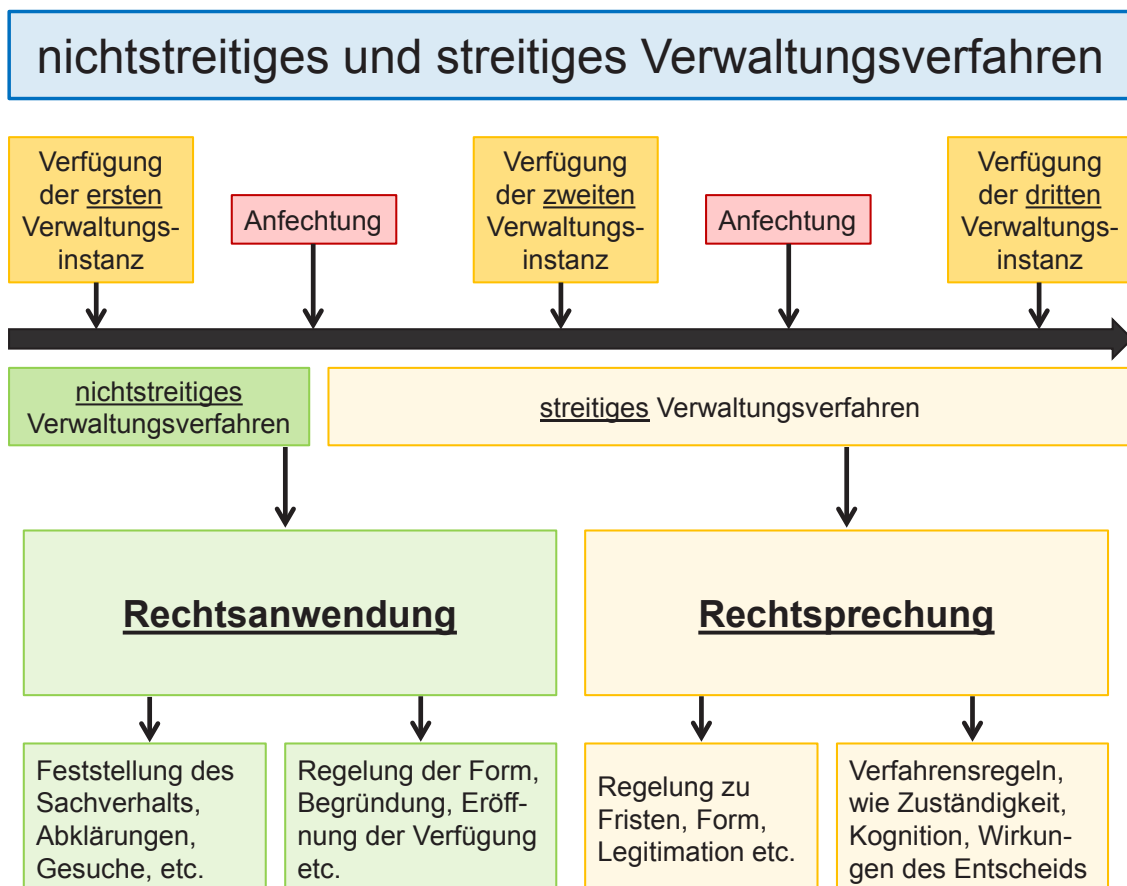 nichtstreitiges und streitiges Verwaltungsverfahren
Verfügung
der ersten
Verwaltungs-
instanz
Anfechtung
Verfügung
der zweiten
Verwaltungs-
instanz
Anfechtung
Verfügung
der dritten
Verwaltungs-
instanz
nichtstreitiges
Verwaltungsverfahren
streitiges Verwaltungsverfahren
Rechtsanwendung
Rechtsprechung
Feststellung des
Sachverhalts,
Abklärungen,
Gesuche, etc.
Regelung der Form,
Begründung, Eröff-
nung der Verfügung
etc.
Regelung zu
Fristen, Form,
Legitimation etc.
Verfahrensregeln,
wie Zuständigkeit,
Kognition, Wirkun-
gen des Entscheids